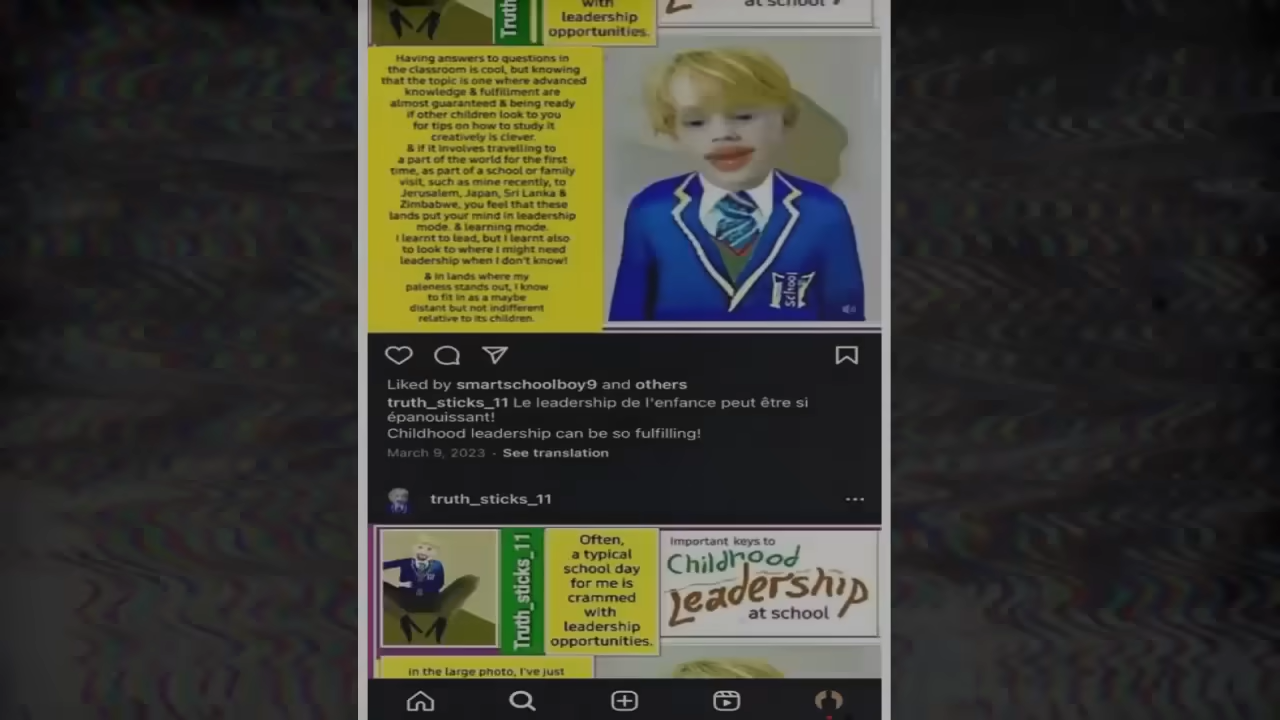 Truth
with
leadership
opportunities.
at school
Having answers to questions in
the classroom is cool, but knowing
that the topic is one where advanced
knowledge & fulfillment are
almost guaranteed & being ready
if other children look to you
for tips on how to study it
creatively is clever.
& if it involves travelling to
a part of the world for the first
time, as part of a school or family
visit, such as mine recently, to
Jerusalem, Japan, Sri Lanka &
Zimbabwe, you feel that these
lands put your mind in leadership
mode. & learning mode.
I learnt to lead, but I learnt also
to look to where I might need
leadership when I don't know!
& in lands where my
paleness stands out, I know
to fit in as a maybe
distant but not indifferent
relative to its children.
School
Liked by smartschoolboy9 and others
truth_sticks_11 Le leadership de l'enfance peut être si
épanouissant!
Childhood leadership can be so fulfilling!
March 9, 2023 · See translation
truth_sticks_11
Truth_sticks_11
Often,
a typical
school day
for me is
crammed
with
leadership
opportunities.
Important keys to
Childhood
Leadership
at school
in the large photo, I've just